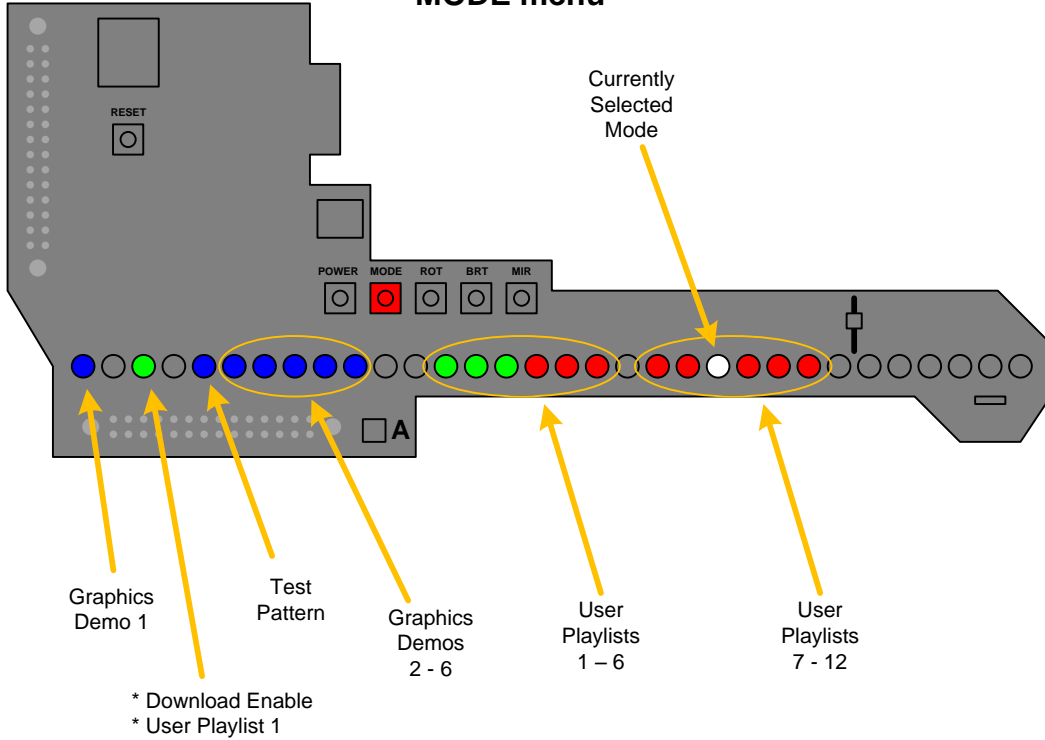 MODE menu
Currently
Selected
Mode
RESET
POWER MODE ROT BRT MIR
A
Graphics
Demo 1
Test
Pattern
Graphics
Demos
2 - 6
User
Playlists
1 – 6
User
Playlists
7 - 12
* Download Enable
* User Playlist 1